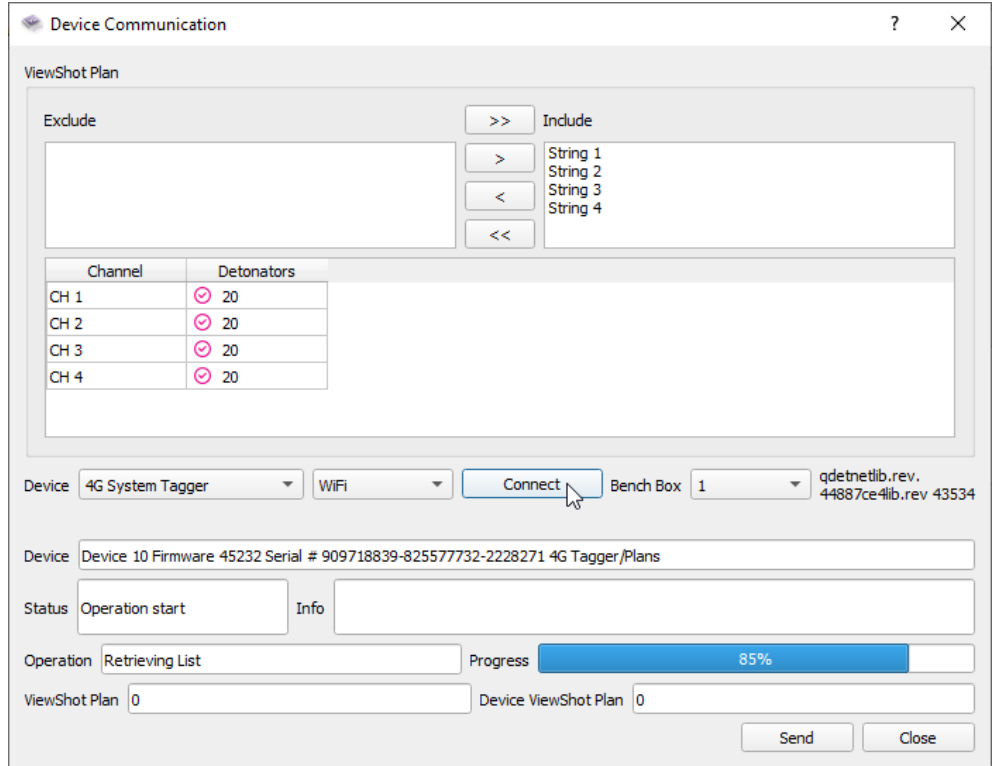 Device Communication ?
ViewShot Plan
Exclude
>>
Include
>
<
<<
String 1
String 2
String 3
String 4
Channel Detonators
CH 1 20
CH 2 20
CH 3 20
CH 4 20
Device 4G System Tagger WiFi Connect Bench Box 1
qdetnetlib.rev.
44887ce4lib.rev 43534
Device Device 10 Firmware 45232 Serial # 909718839-825577732-2228271 4G Tagger/Plans
Status Operation start Info
Operation Retrieving List Progress 85%
ViewShot Plan 0 Device ViewShot Plan 0
Send Close